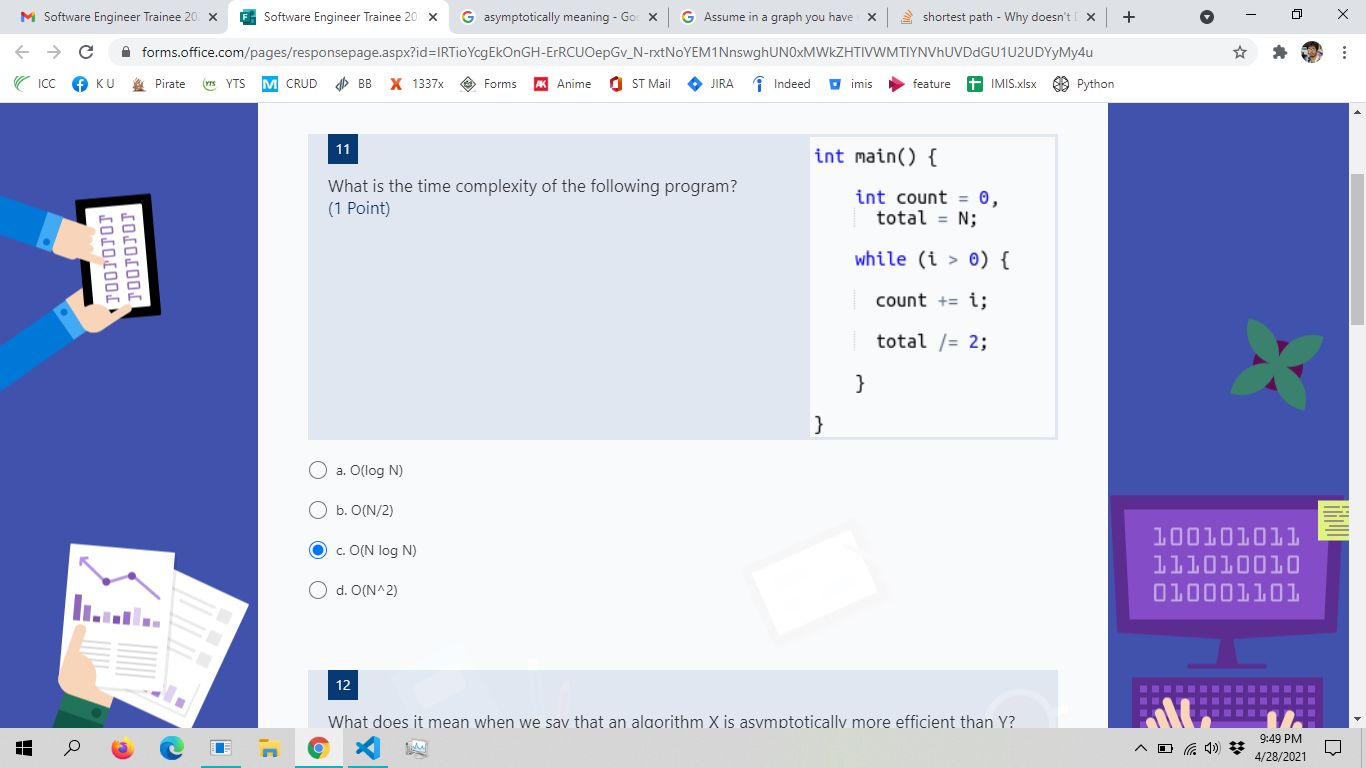 Software Engineer Trainee 20
Software Engineer Trainee 20
asymptotically meaning - Goo
Assume in a graph you have
shortest path - Why doesn't
forms.office.com/pages/responsepage.aspx?id=IRTioYcgEkOnGH-ErRCUOepGv_N-rxtNoYEM1NnswghUN0xMWkZHTlVWMTlYNVhUVDdGU1U2UDYyMy4u
ICC
K U
Pirate
YTS
CRUD
BB
1337x
Forms
Anime
ST Mail
JIRA
Indeed
imis
feature
IMIS.xlsx
Python
11
What is the time complexity of the following program?
(1 Point)
int main() {
int count = 0,
total = N;
while (i > 0) {
count += i;
total /= 2;
}
}
a. O(log N)
b. O(N/2)
c. O(N log N)
d. O(N^2)
12
What does it mean when we say that an algorithm X is asymptotically more efficient than Y?
100101011
111010010
010001101
9:49 PM
4/28/2021